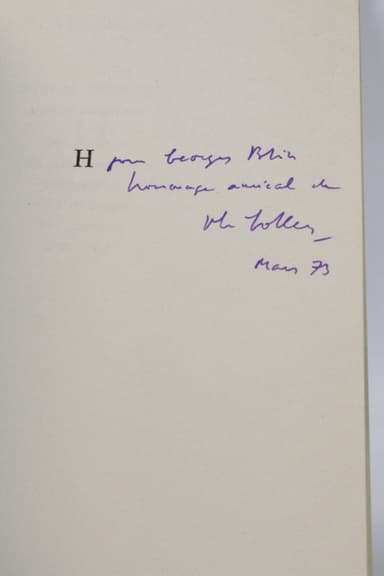 H pour Georges Blin
hommage amical de
Ph Sollers
Mars 73